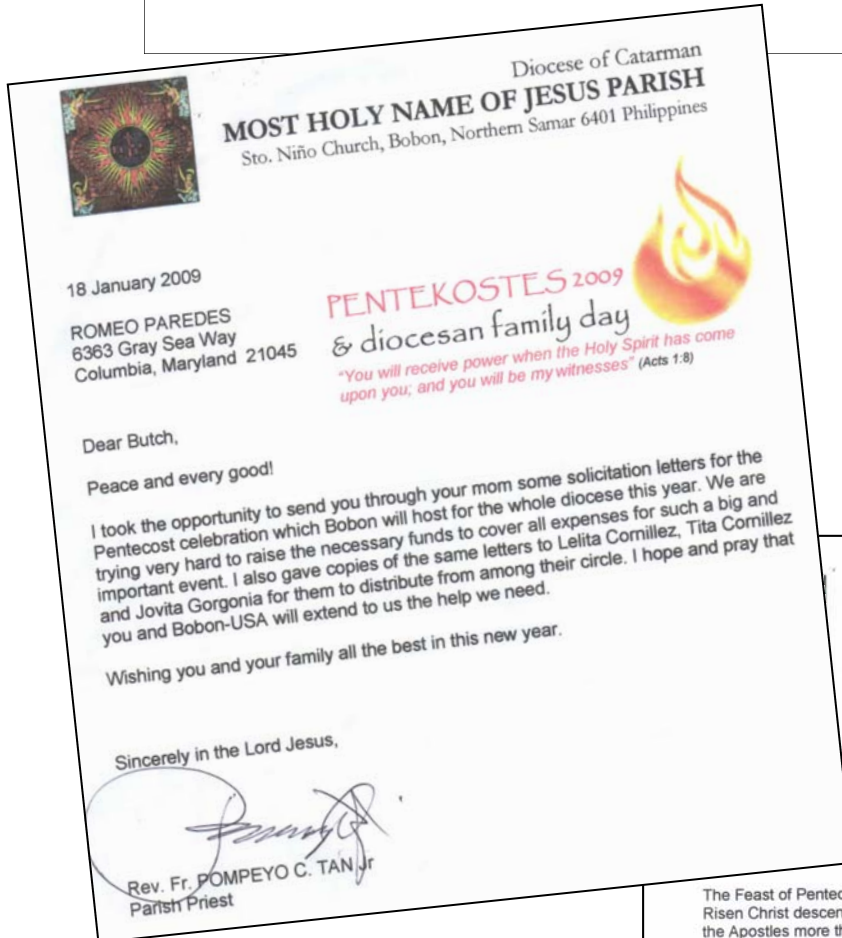 Diocese of Catarman
MOST HOLY NAME OF JESUS PARISH
Sto. Niño Church, Bobon, Northern Samar 6401 Philippines
18 January 2009
ROMEO PAREDES
6363 Gray Sea Way
Columbia, Maryland 21045
PENTEKOSTES 2009
& diocesan family day
"You will receive power when the Holy Spirit has come
upon you; and you will be my witnesses" (Acts 1:8)
Dear Butch,
Peace and every good!
I took the opportunity to send you through your mom some solicitation letters for the
Pentecost celebration which Bobon will host for the whole diocese this year. We are
trying very hard to raise the necessary funds to cover all expenses for such a big and
important event. I also gave copies of the same letters to Lelita Cornillez, Tita Cornillez
and Jovita Gorgonia for them to distribute from among their circle. I hope and pray that
you and Bobon-USA will extend to us the help we need.
Wishing you and your family all the best in this new year.
Sincerely in the Lord Jesus,
Rev. Fr. POMPEYO C. TAN Jr
Parish Priest
The Feast of Pentec
Risen Christ descen
the Apostles more th